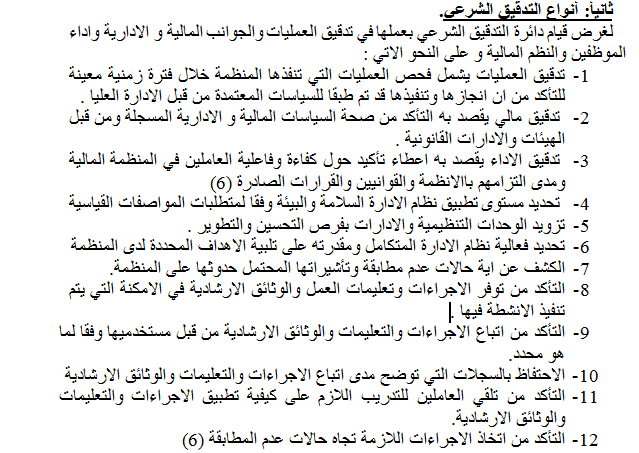 ثانياً: أنواع التدقيق الشرعي.
لغرض قيام دائرة التدقيق الشرعي بعملها في تدقيق العمليات والجوانب المالية و الادارية واداء
الموظفين والنظم المالية و على النحو الاتي :
1- تدقيق العمليات يشمل فحص العمليات التي تنفذها المنظمة خلال فترة زمنية معينة
للتأكد من ان انجازها وتنفيذها قد تم طبقا للسياسات المعتمدة من قبل الادارة العليا .
2- تدقيق مالي يقصد به التأكد من صحة السياسات المالية و الادارية المسجلة ومن قبل
الهيئات والادارات القانونية .
3- تدقيق الاداء يقصد به اعطاء تأكيد حول كفاءة وفاعلية العاملين في المنظمة المالية
ومدى التزامهم باالانظمة والقوانيين والقرارات الصادرة (6)
4- تحديد مستوى تطبيق نظام الادارة السلامة والبيئة وفقا لمتطلبات المواصفات القياسية
5- تزويد الوحدات التنظيمية والادارات بفرص التحسين والتطوير .
6- تحديد فعالية نظام الادارة المتكامل ومقدرته على تلبية الاهداف المحددة لدى المنظمة
7- الكشف عن اية حالات عدم مطابقة وتأشيراتها المحتمل حدوثها على المنظمة.
8- التأكد من توفر الاجراءات وتعليمات العمل والوثائق الارشادية في الامكنة التي يتم
تنفيذ الانشطة فيها .
9- التأكد من اتباع الاجراءات والتعليمات والوثائق الارشادية من قبل مستخدميها وفقا لما
هو محدد.
10- الاحتفاظ بالسجلات التي توضح مدى اتباع الاجراءات والتعليمات والوثائق الارشادية
11- التأكد من تلقي العاملين للتدريب اللازم على كيفية تطبيق الاجراءات والتعليمات
والوثائق الارشادية.
12- التأكد من اتخاذ الاجراءات اللازمة تجاه حالات عدم المطابقة (6)